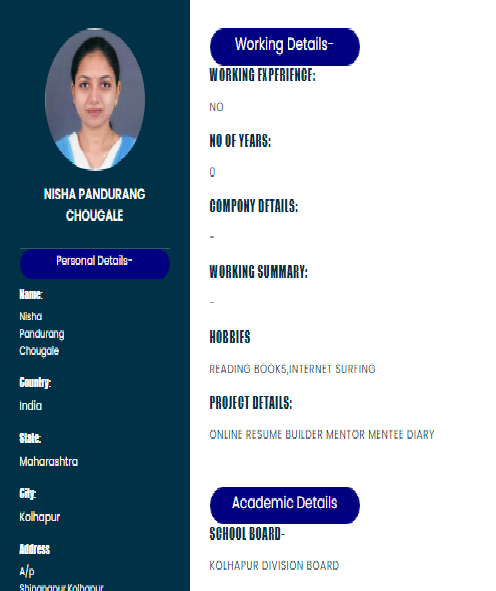 NISHA PANDURANG
CHOUGALE
Personal Details-
Name:
Nisha
Pandurang
Chougale
Country:
India
State:
Maharashtra
City:
Kolhapur
Address
A/p
Shingnapur,Kolhapur
Working Details-
WORKING EXPERIENCE:
NO
NO OF YEARS:
0
COMPONY DETAILS:
-
WORKING SUMMARY:
-
HOBBIES
READING BOOKS,INTERNET SURFING
PROJECT DETAILS:
ONLINE RESUME BUILDER MENTOR MENTEE DIARY
Academic Details
SCHOOL BOARD-
KOLHAPUR DIVISION BOARD